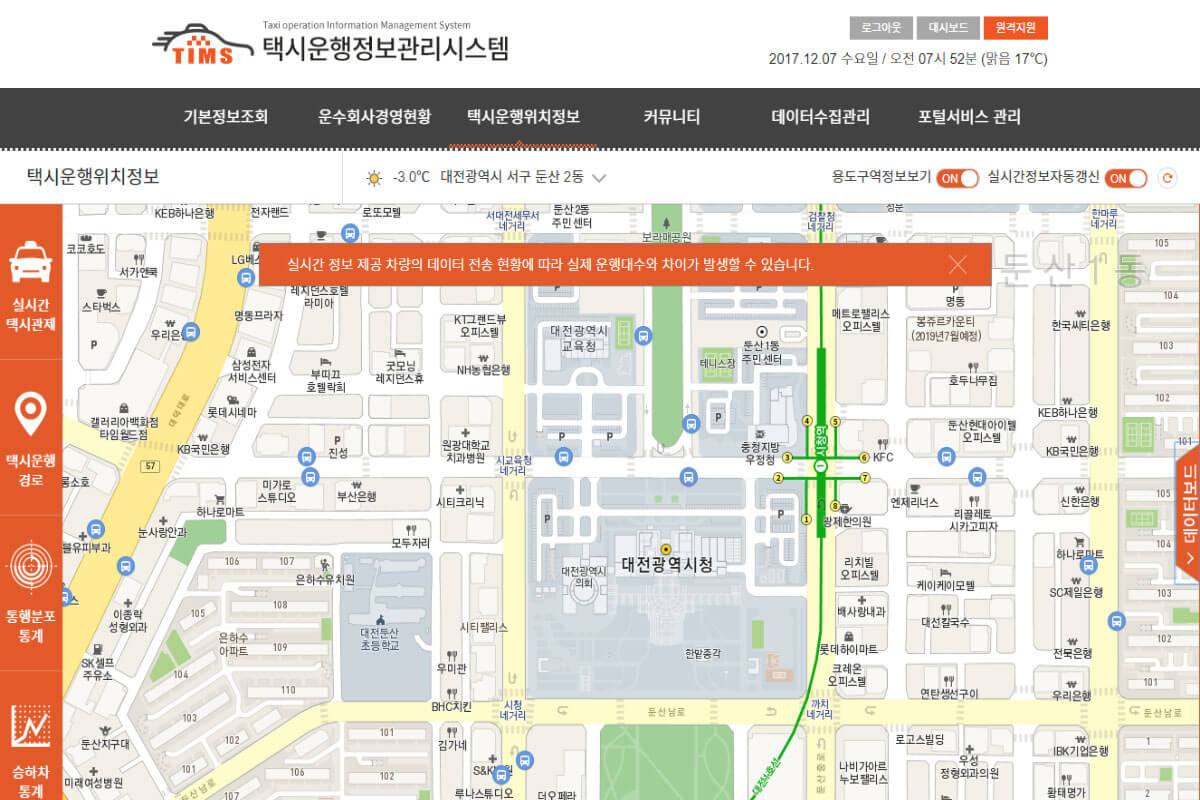 Taxi operation Information Management System
TIMS
택시운행정보관리시스템
로그아웃
대시보드
원격지원
2017.12.07 수요일 / 오전 07시 52분 (맑음 17℃)
기본정보조회
운수회사경영현황
택시운행위치정보
커뮤니티
데이터수집관리
포털서비스 관리
택시운행위치정보
-3.0℃ 대전광역시 서구 둔산 2동
용도구역정보보기
ON
실시간정보자동갱신
ON
실시간
택시관제
택시운행
경로
통행분포
통계
승하차
통계
실시간 정보 제공 차량의 데이터 전송 현황에 따라 실제 운행대수와 차이가 발생할 수 있습니다.
데이터보드
KEB하나은행
전자랜드
로또모텔
서대전세무서
네거리
둔산2동
주민센터
보라매공원
검찰청
네거리
한마루
네거리
코코호도
서가앤쿡
스타벅스
P
우리은행
명동프라자
레지던스호텔
라미아
삼성전자
서비스센터
부띠끄
호텔락희
굿모닝
레지던스휴
KT그랜드뷰
오피스텔
NH농협은행
대전광역시
교육청
테니스장
둔산1동
주민센터
메트로팰리스
오피스텔
명동
봉쥬르카운티
(2019년7월예정)
둔산1동
한국씨티은행
호두나무집
105
104
103
102
101
갤러리아백화점
타임월드점
대덕대로
롯데시네마
KB국민은행
57
진성
원광대학교
치과병원
시교육청
네거리
충청지방
우정청
시청역
KFC
둔산현대아이텔
오피스텔
KEB하나은행
KB국민은행
미가로
스튜디오
부산은행
하나로마트
시티크리닉
눈사랑안과
모두자리
광제한의원
엔제리너스
리골레토
시카고피자
신한은행
하나로마트
SC제일은행
이종락
성형외과
은하수유치원
은하수
아파트
106
107
108
105
109
104
110
103
102
101
대전둔산
초등학교
시티팰리스
우미관
BHC치킨
대전광역시
의회
대전광역시청
한밭종각
리치빌
오피스텔
배사랑내과
롯데하이마트
크레온
오피스텔
케이케이모텔
대선칼국수
연탄생선구이
전북은행
우리은행
SK셀프
주유소
둔산지구대
미래여성병원
둔산남로
시청
네거리
둔산남로
까치
네거리
둔산남로
김가네
루나스튜디오
더오페라
대전1호선
둔산중로
나비가아르
누보팰리스
로고스빌딩
우성
정형외과의원
IBK기업은행
황태명가